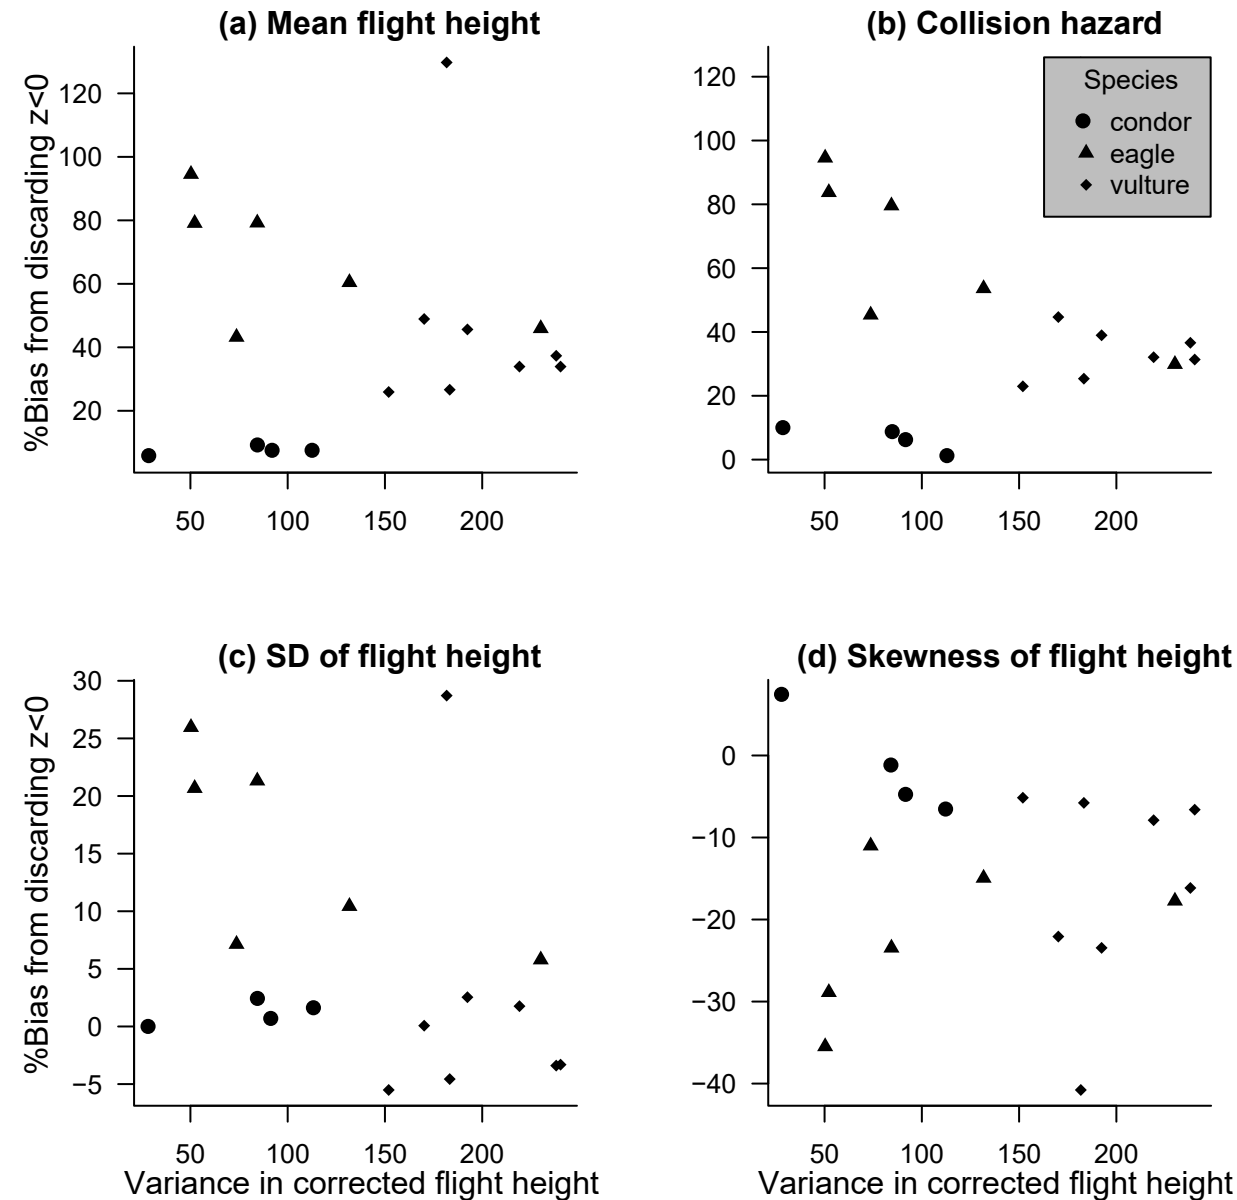 (a) Mean flight height
%Bias from discarding z<0
120
100
80
60
40
20
50 100 150 200
(b) Collision hazard
120
100
80
60
40
20
0
50 100 150 200
Species
condor
eagle
vulture
(c) SD of flight height
%Bias from discarding z<0
30
25
20
15
10
5
0
−5
50 100 150 200
Variance in corrected flight height
(d) Skewness of flight height
0
−10
−20
−30
−40
50 100 150 200
Variance in corrected flight height